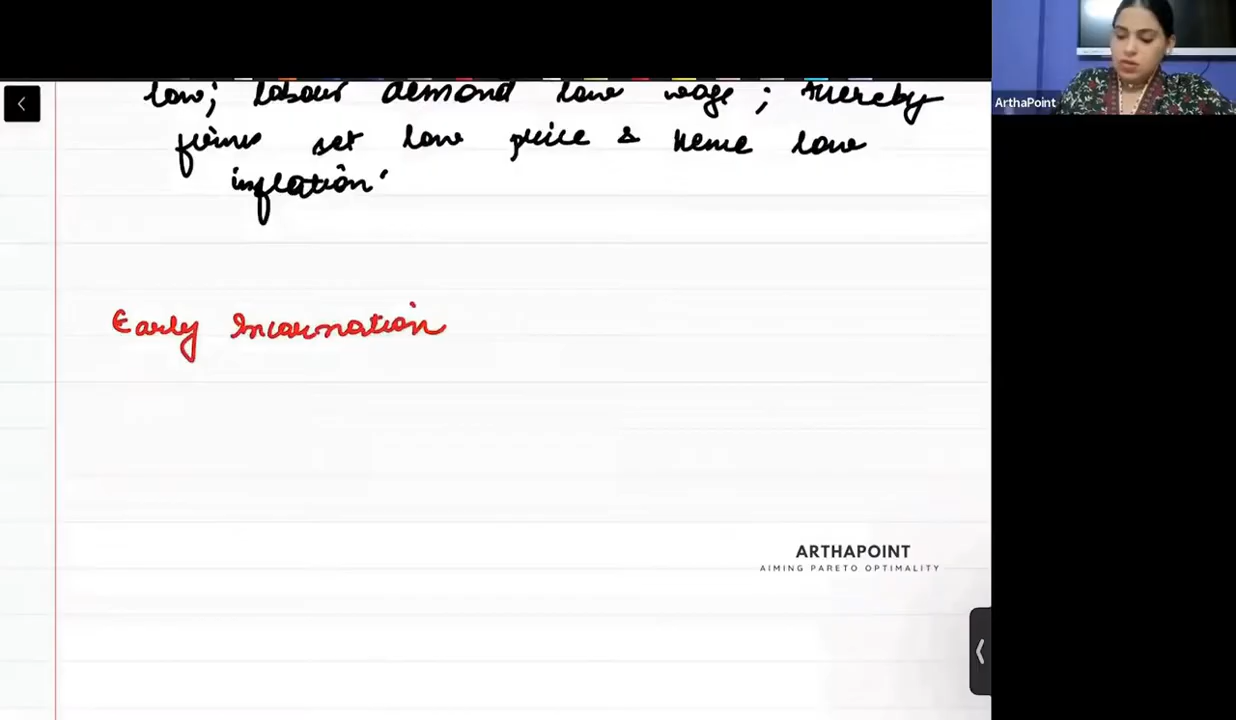 low; labour demand low wage; thereby
firms set low price & hence low
inflation'
Early Incarnation
ArthaPoint
ARTHAPOINT
AIMING PARETO OPTIMALITY